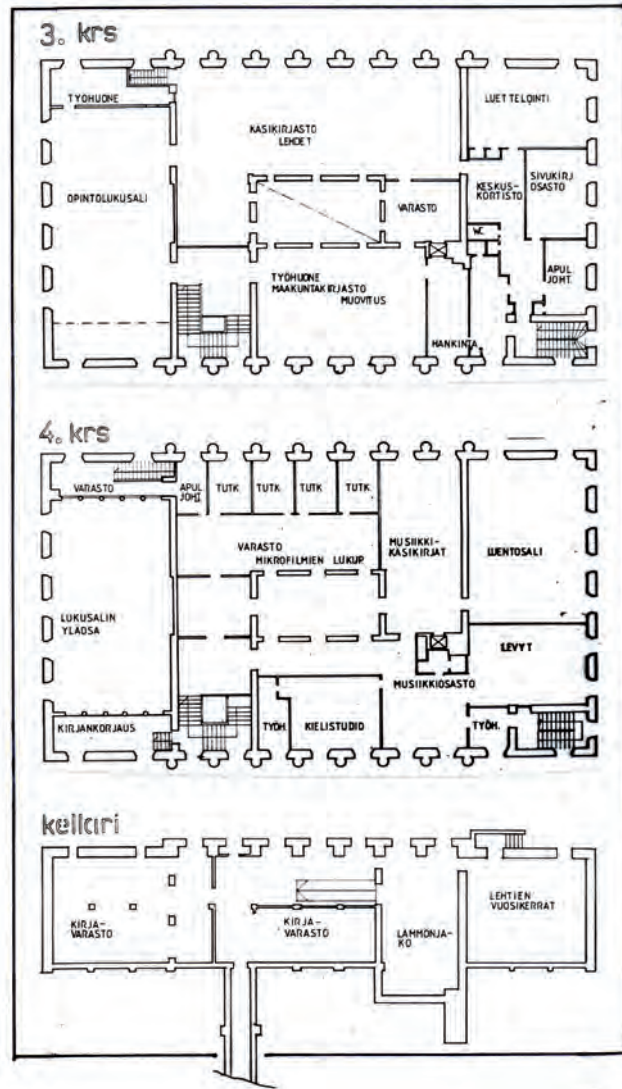 3. krs
TYÖHUONE
KÄSIKIRJASTO
LEHDET
LUETTELOINTI
OPINTOLUKUSALI
VARASTO
KESKUS-
KORTISTO
SIVUKIRJ.
OSASTO
WC
APUL.
JOHT.
TYÖHUONE
MAAKUNTAKIRJASTO
MUOVITUS
HANKINTA
4. krs
VARASTO
APUL.
JOHT.
TUTK.
TUTK.
TUTK.
TUTK.
VARASTO
MIKROFILMIEN LUKUP.
MUSIIKKI-
KÄSIKIRJAT
LUENTOSALI
LUKUSALIN
YLÄOSA
LEVYT
MUSIIKKIOSASTO
KIRJANKORJAUS
TYÖH.
KIELISTUDIO
TYÖH.
kellari
KIRJA-
VARASTO
KIRJA-
VARASTO
LÄMMÖNJA-
KO
LEHTIEN
VUOSIKERRAT